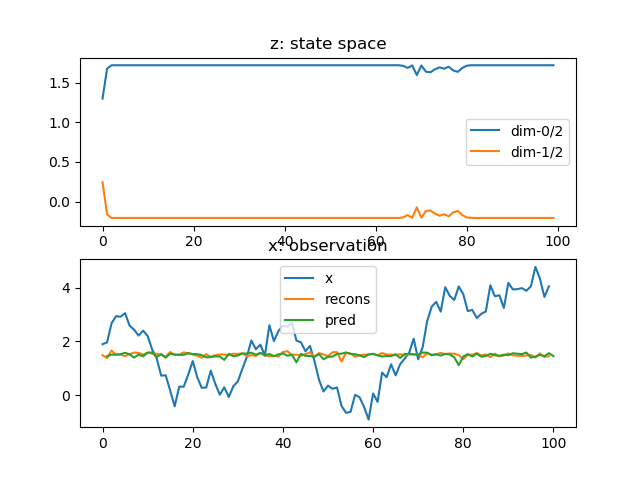 z: state space
1.5
1.0
0.5
0.0
dim-0/2
dim-1/2
0 20 40 60 80 100
x: observation
4
2
0
x
recons
pred
0 20 40 60 80 100